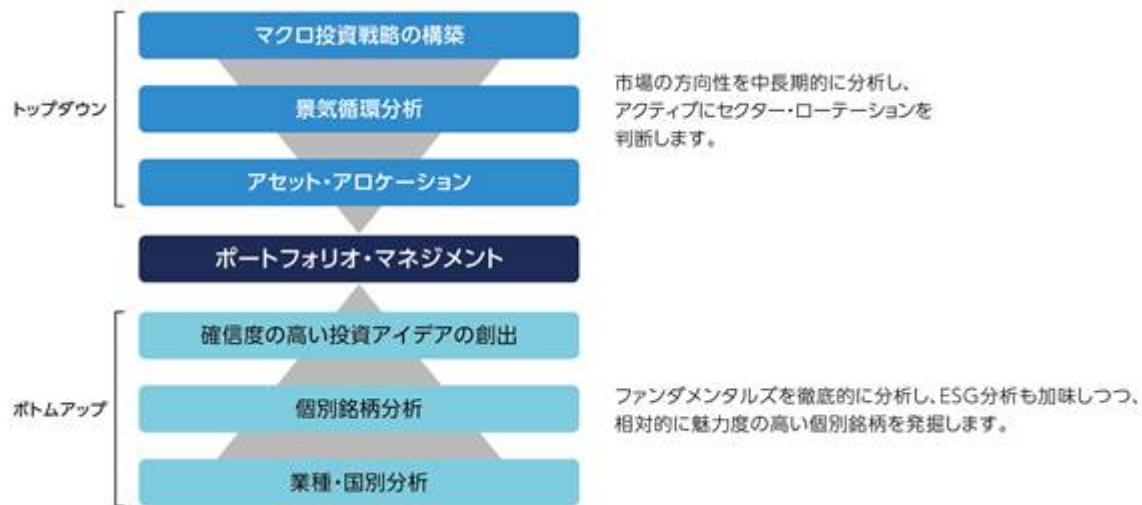 マクロ投資戦略の構築
トップダウン
景気循環分析
アセット・アロケーション
市場の方向性を中長期的に分析し、
アクティブにセクター・ローテーションを
判断します。
ポートフォリオ・マネジメント
確信度の高い投資アイデアの創出
ボトムアップ
個別銘柄分析
業種・国別分析
ファンダメンタルズを徹底的に分析し、ESG分析も加味しつつ、
相対的に魅力度の高い個別銘柄を発掘します。